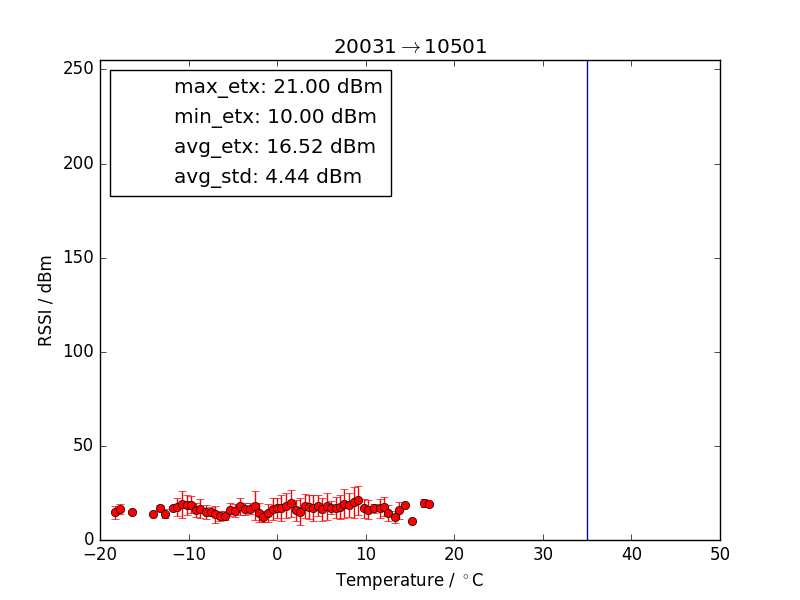 20031→10501
max_etx: 21.00 dBm
min_etx: 10.00 dBm
avg_etx: 16.52 dBm
avg_std: 4.44 dBm
RSSI / dBm
250
200
150
100
50
0
−20 −10 0 10 20 30 40 50
Temperature / °C